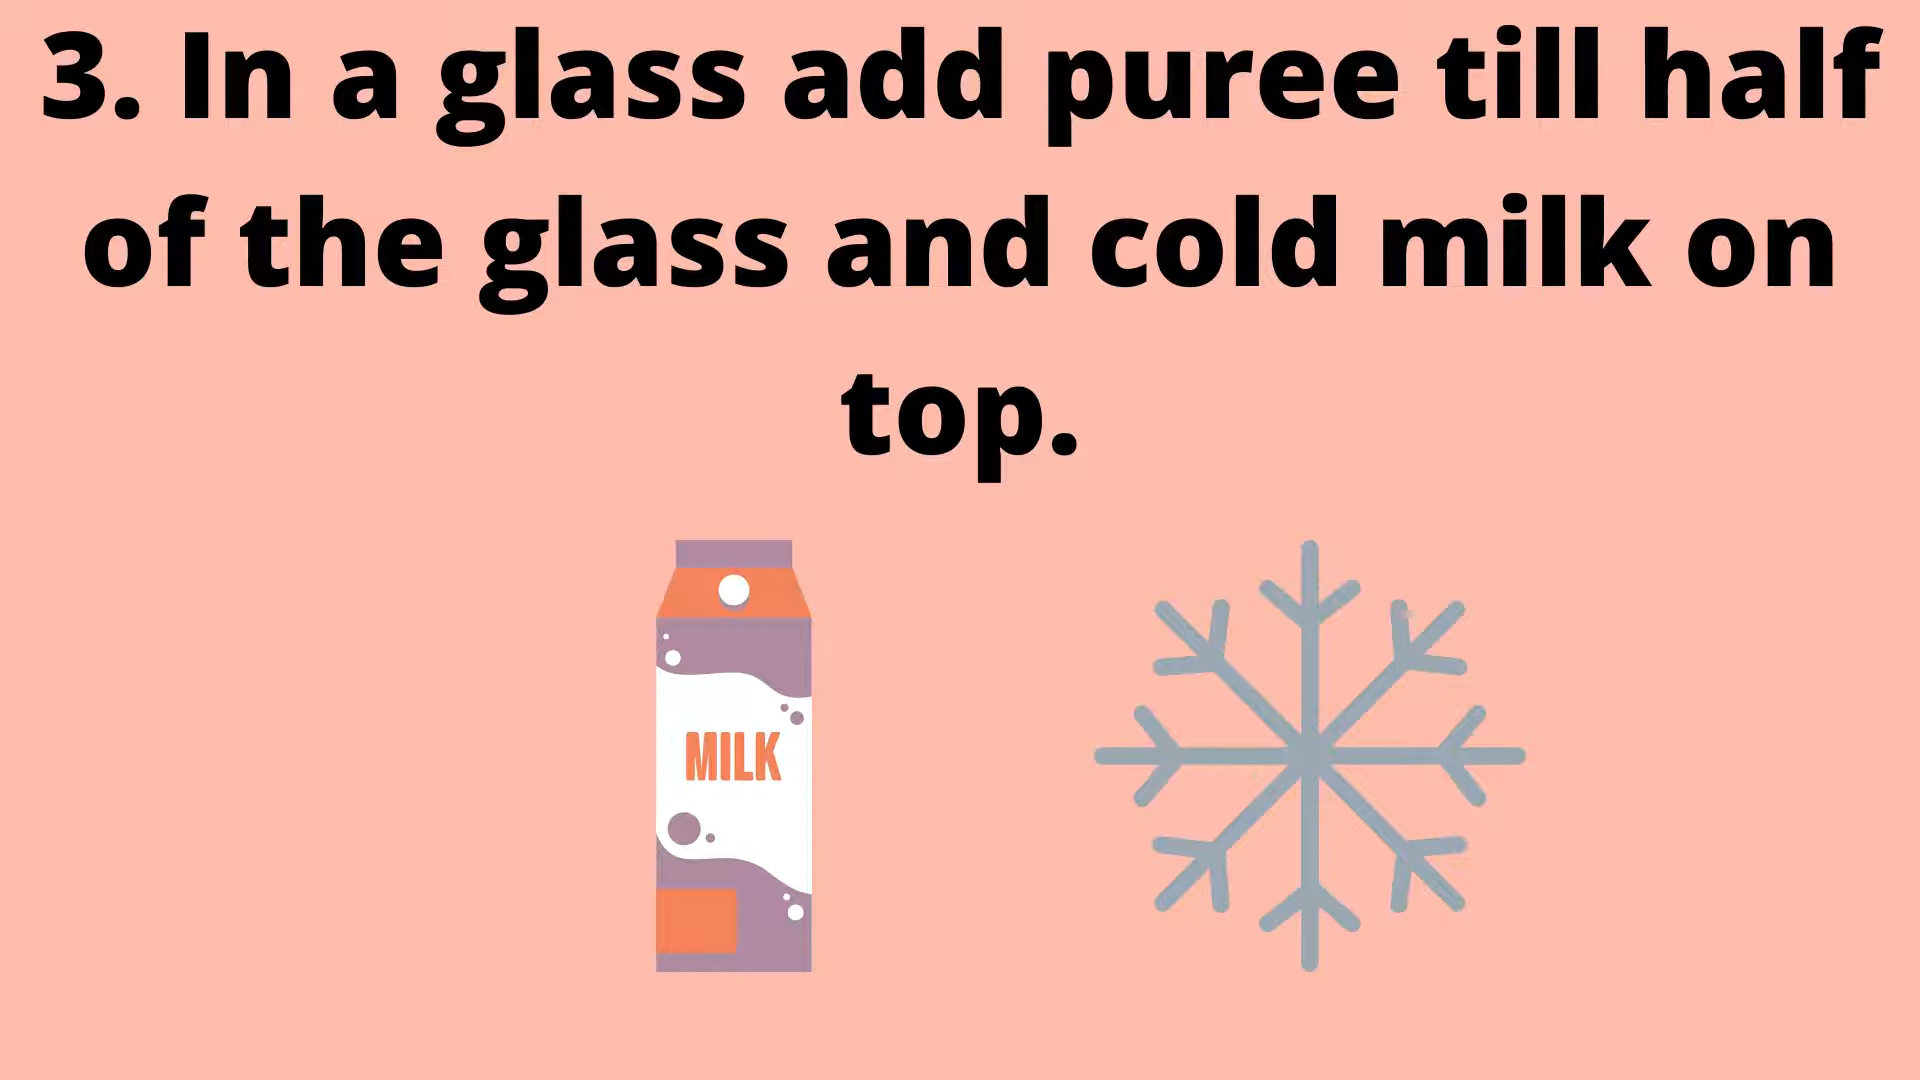 3. In a glass add puree till half
of the glass and cold milk on
top.
MILK